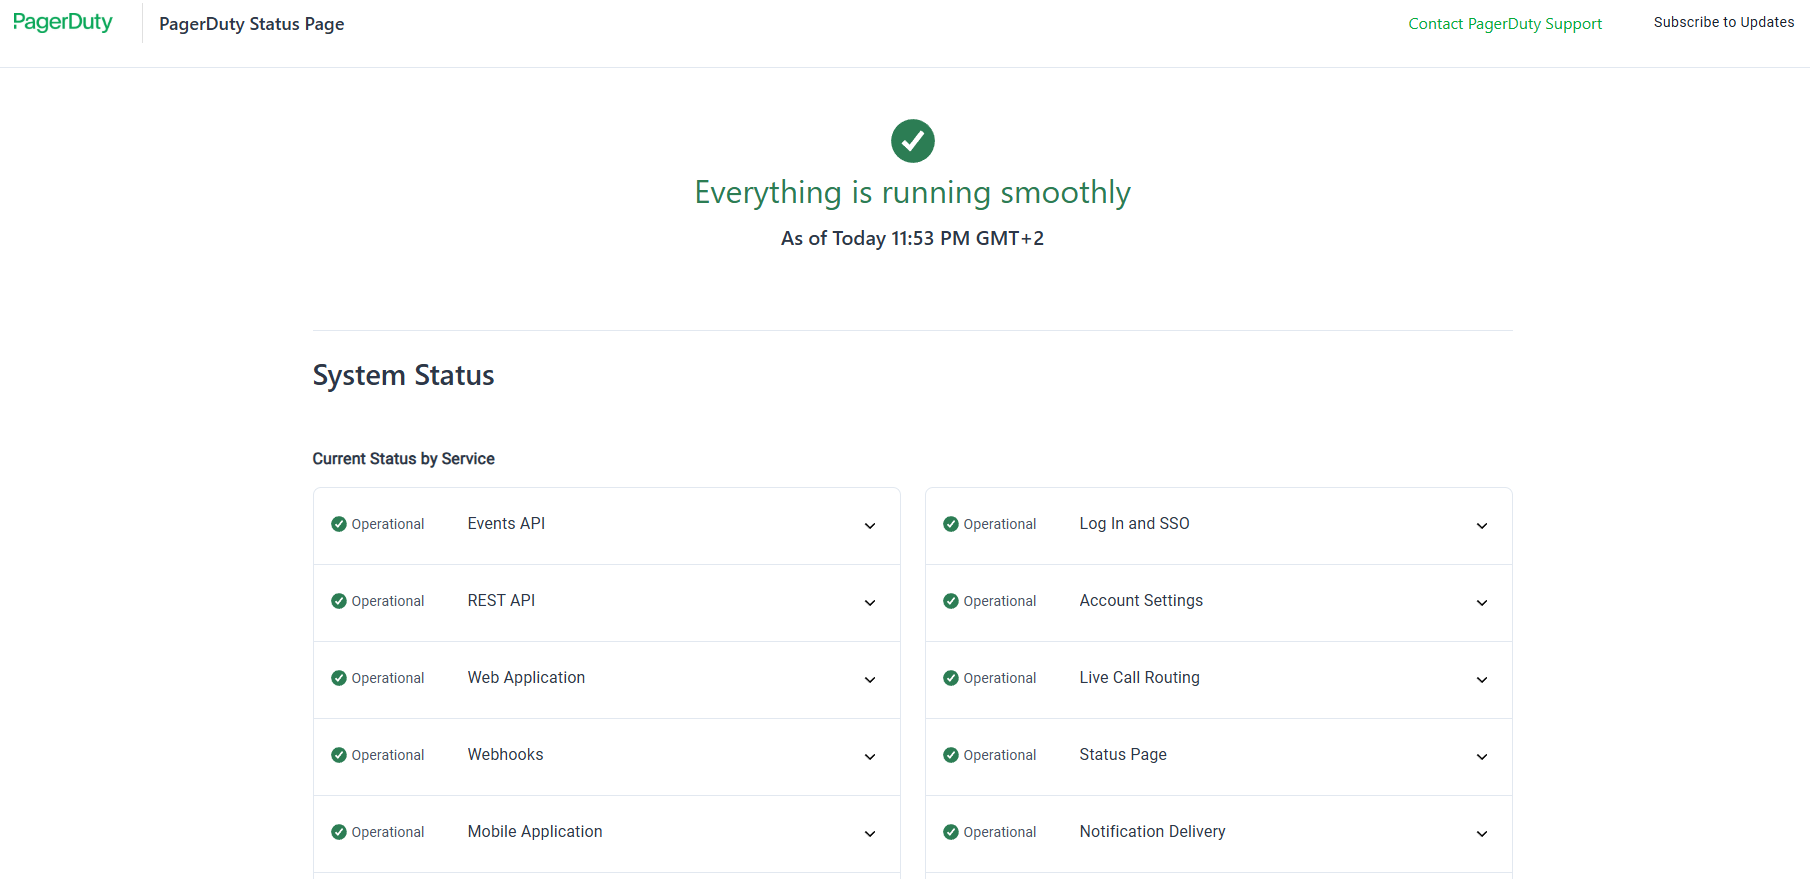 PagerDuty
PagerDuty Status Page
Contact PagerDuty Support
Subscribe to Updates
Everything is running smoothly
As of Today 11:53 PM GMT+2
System Status
Current Status by Service
Operational Events API
Operational REST API
Operational Web Application
Operational Webhooks
Operational Mobile Application
Operational Log In and SSO
Operational Account Settings
Operational Live Call Routing
Operational Status Page
Operational Notification Delivery